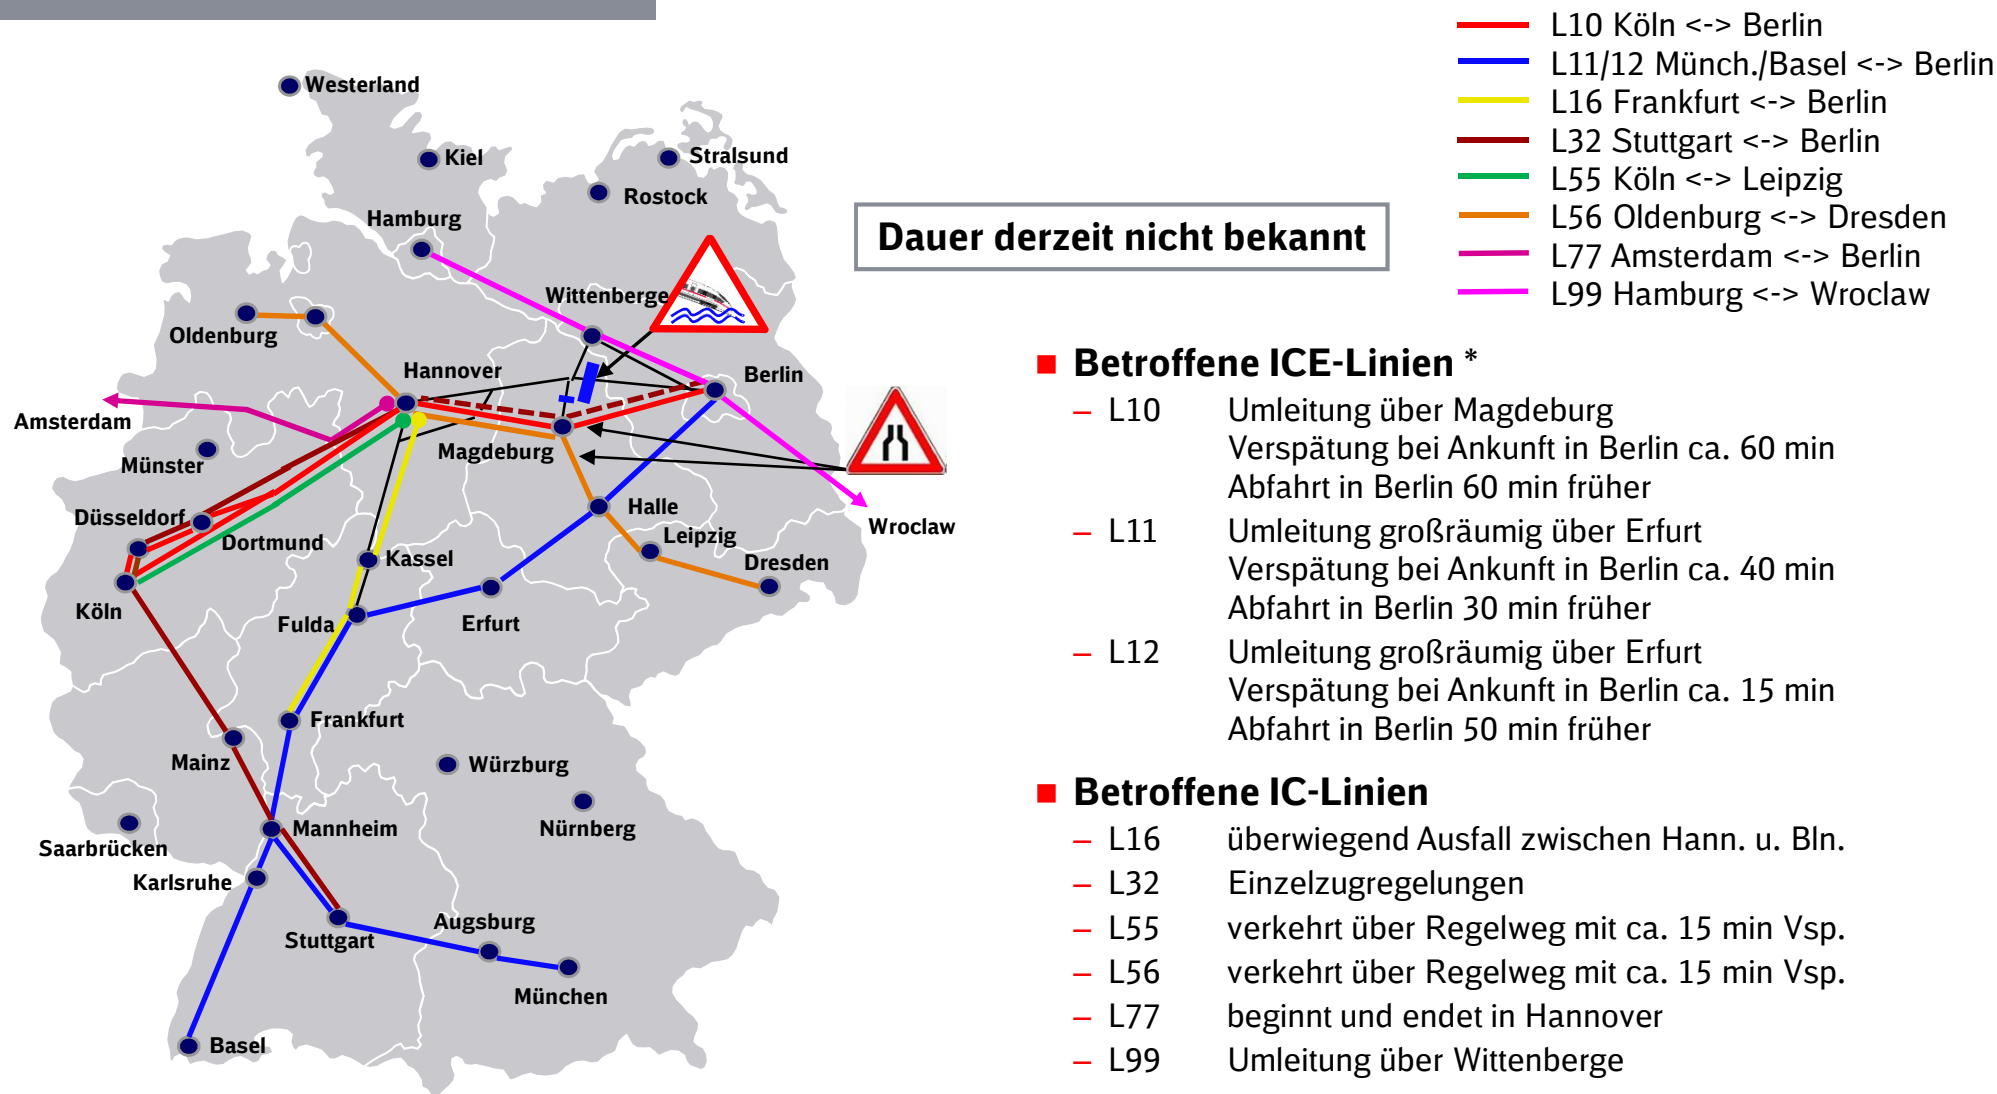 L10 Köln <-> Berlin
L11/12 Münch./Basel <-> Berlin
L16 Frankfurt <-> Berlin
L32 Stuttgart <-> Berlin
L55 Köln <-> Leipzig
L56 Oldenburg <-> Dresden
L77 Amsterdam <-> Berlin
L99 Hamburg <-> Wroclaw
Westerland
Kiel
Stralsund
Rostock
Hamburg
Wittenberge
Oldenburg
Hannover
Berlin
Amsterdam
Münster
Magdeburg
Halle
Wroclaw
Düsseldorf
Dortmund
Leipzig
Kassel
Dresden
Köln
Fulda
Erfurt
Frankfurt
Mainz
Würzburg
Mannheim
Nürnberg
Saarbrücken
Karlsruhe
Augsburg
Stuttgart
München
Basel
Dauer derzeit nicht bekannt
Betroffene ICE-Linien *
– L10 Umleitung über Magdeburg
Verspätung bei Ankunft in Berlin ca. 60 min
Abfahrt in Berlin 60 min früher
– L11 Umleitung großräumig über Erfurt
Verspätung bei Ankunft in Berlin ca. 40 min
Abfahrt in Berlin 30 min früher
– L12 Umleitung großräumig über Erfurt
Verspätung bei Ankunft in Berlin ca. 15 min
Abfahrt in Berlin 50 min früher
Betroffene IC-Linien
– L16 überwiegend Ausfall zwischen Hann. u. Bln.
– L32 Einzelzugregelungen
– L55 verkehrt über Regelweg mit ca. 15 min Vsp.
– L56 verkehrt über Regelweg mit ca. 15 min Vsp.
– L77 beginnt und endet in Hannover
– L99 Umleitung über Wittenberge